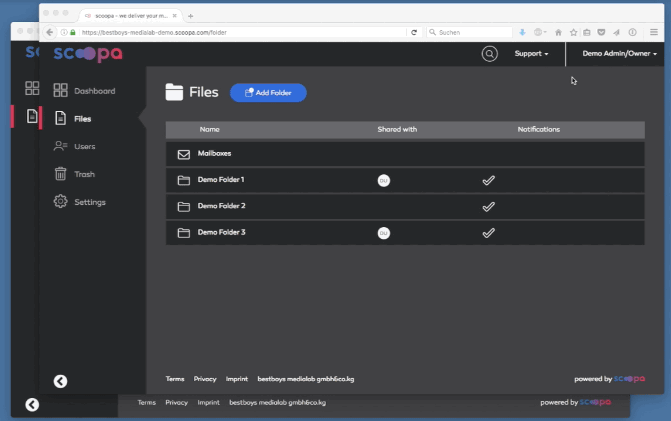 scoopa - we deliver your m...
https://bestboys-medialab-demo.scoopa.com/folder
Suchen
scoopa
Support
Demo Admin/Owner
Dashboard
Files
Users
Trash
Settings
Files
Add Folder
Name Shared with Notifications
Mailboxes
Demo Folder 1 DU
Demo Folder 2
Demo Folder 3 DU
Terms Privacy Imprint bestboys medialab gmbh&co.kg powered by scoopa
Terms Privacy Imprint bestboys medialab gmbh&co.kg powered by scoopa